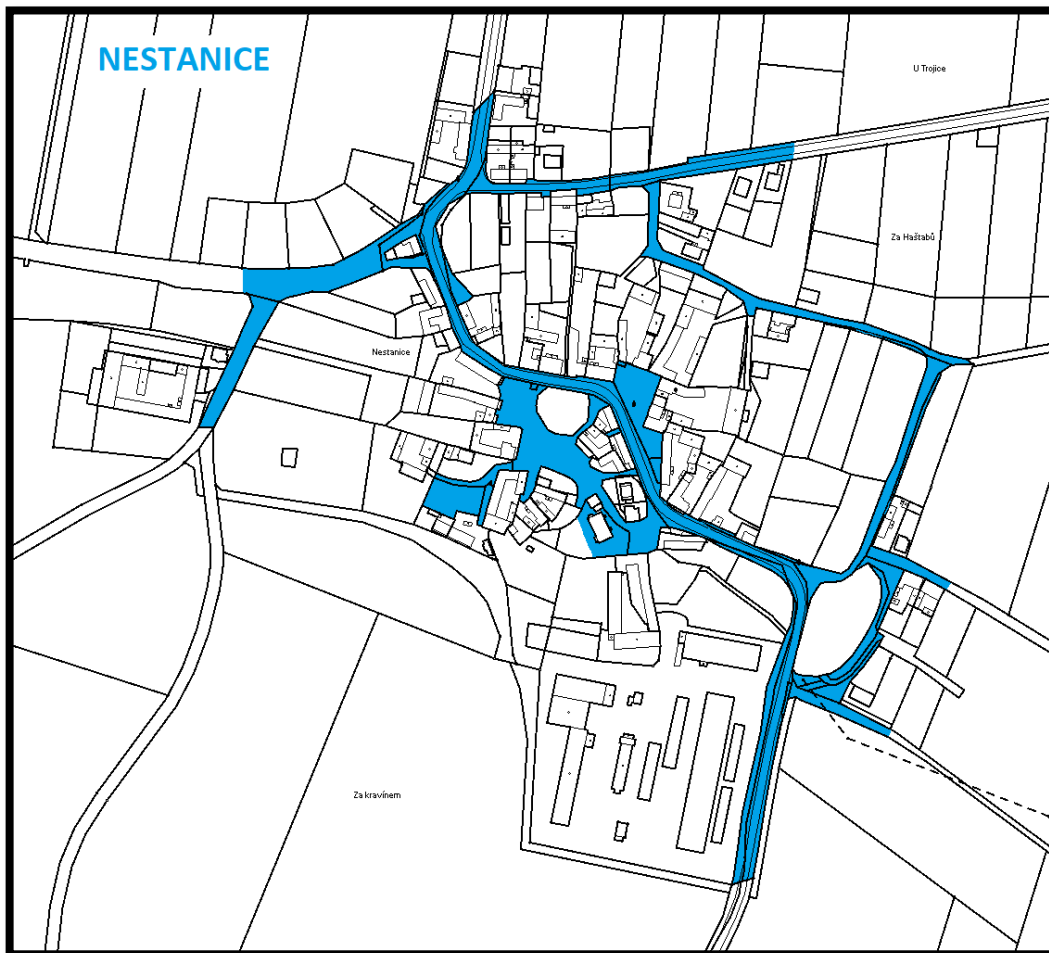 NESTANICE
U Trojice
Za Haštabů
Nestanice
Za kravínem